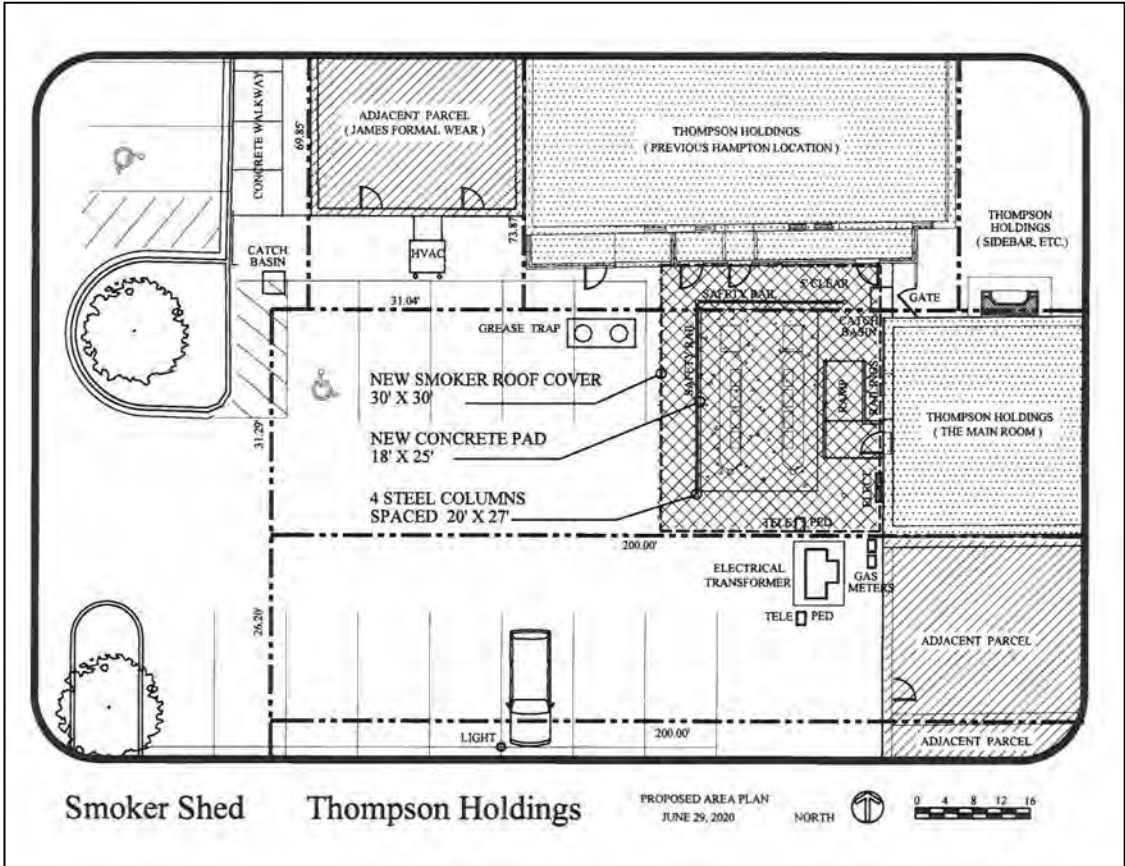 CONCRETE WALKWAY
69.85'
ADJACENT PARCEL
( JAMES FORMAL WEAR )
THOMPSON HOLDINGS
( PREVIOUS HAMPTON LOCATION )
THOMPSON
HOLDINGS
( SIDEBAR, ETC.)
73.87'
CATCH
BASIN
HVAC
31.04'
SAFETY RAIL
5' CLEAR
GATE
GREASE TRAP
CATCH
BASIN
SAFETY RAIL
NEW SMOKER ROOF COVER
30' X 30'
RAMP
RAILINGS
THOMPSON HOLDINGS
( THE MAIN ROOM )
31.29'
NEW CONCRETE PAD
18' X 25'
4 STEEL COLUMNS
SPACED 20' X 27'
ELECT.
TELE PED
200.00'
ELECTRICAL
TRANSFORMER
GAS
METERS
26.20'
TELE PED
ADJACENT PARCEL
LIGHT
200.00'
ADJACENT PARCEL
Smoker Shed Thompson Holdings
PROPOSED AREA PLAN
JUNE 29, 2020
NORTH
0 4 8 12 16